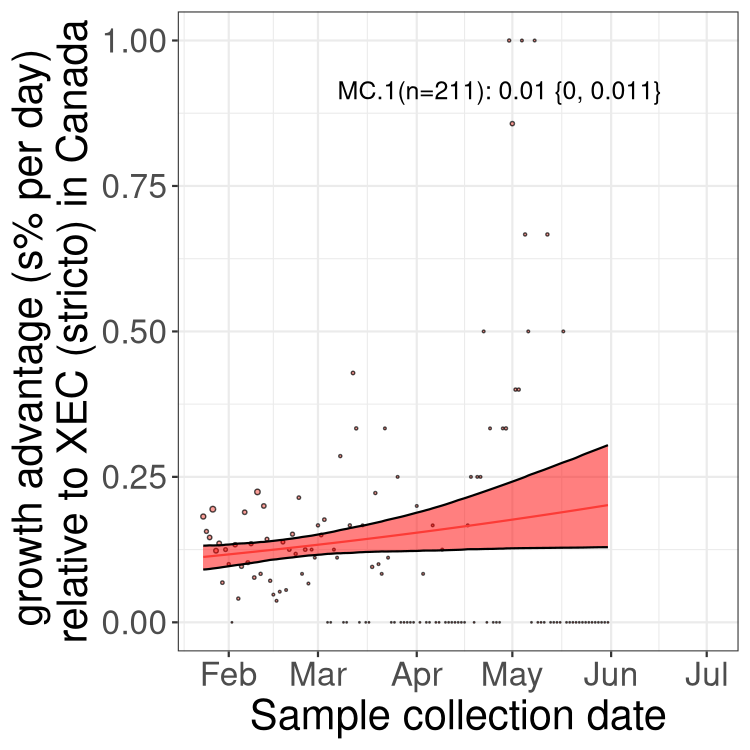 growth advantage (s% per day)
relative to XEC (stricto) in Canada
1.00
0.75
0.50
0.25
0.00
MC.1(n=211): 0.01 {0, 0.011}
Feb Mar Apr May Jun Jul
Sample collection date